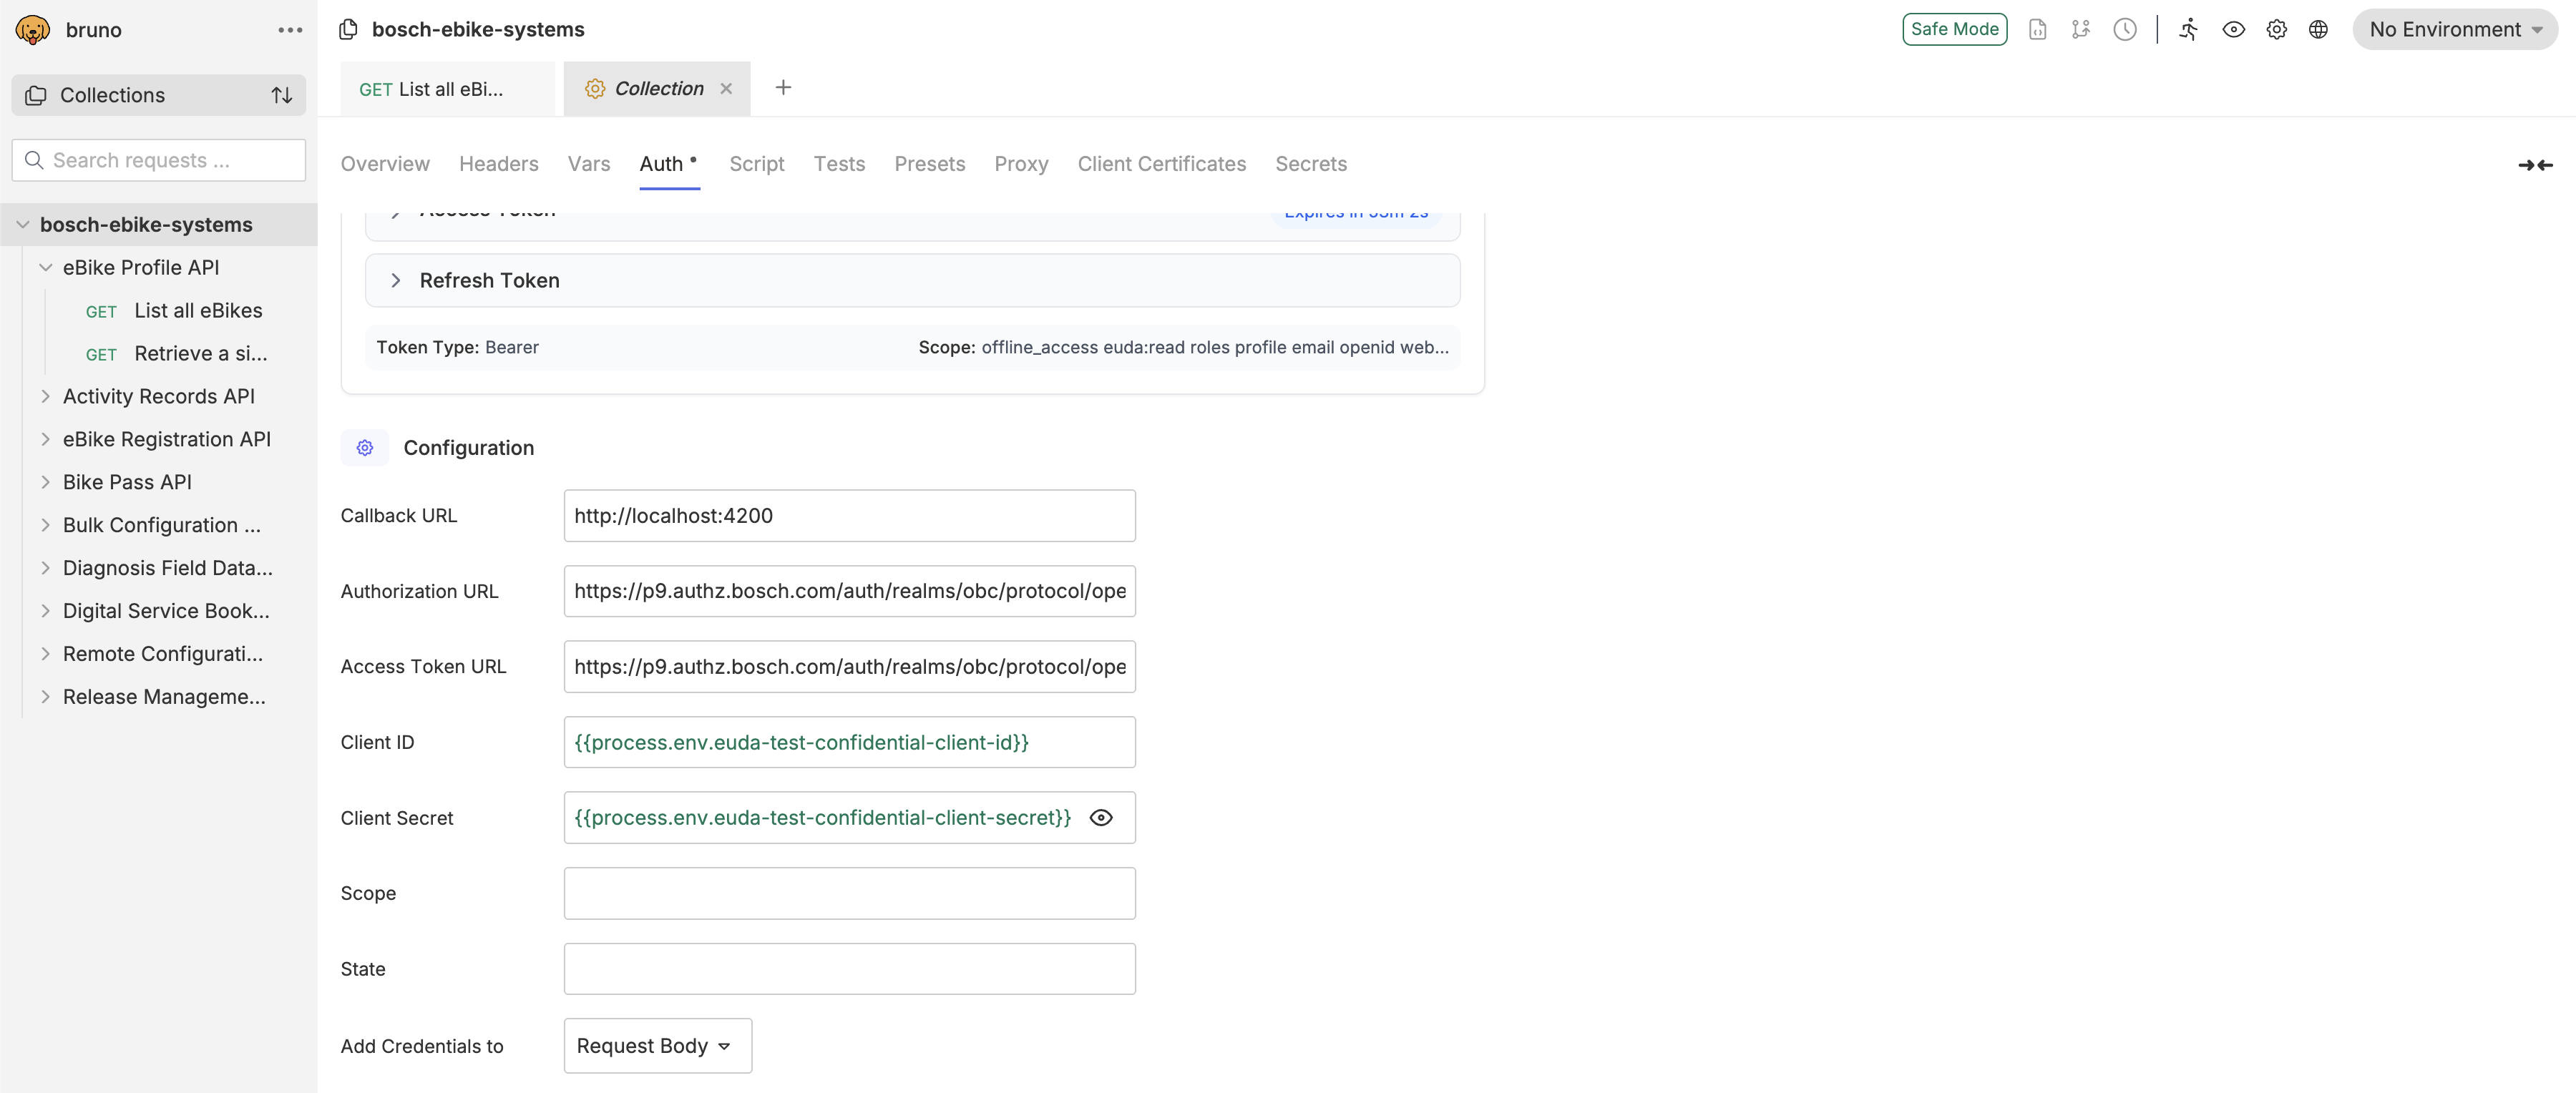 bruno
Collections
Search requests ...
bosch-ebike-systems
eBike Profile API
GET List all eBikes
GET Retrieve a si...
Activity Records API
eBike Registration API
Bike Pass API
Bulk Configuration ...
Diagnosis Field Data...
Digital Service Book...
Remote Configurati...
Release Manageme...
bosch-ebike-systems
Safe Mode
No Environment
GET List all eBi...
Collection
Overview Headers Vars Auth Script Tests Presets Proxy Client Certificates Secrets
Access Token
Refresh Token
Token Type: Bearer
Scope: offline_access euda:read roles profile email openid web...
Configuration
Callback URL
http://localhost:4200
Authorization URL
https://p9.authz.bosch.com/auth/realms/obc/protocol/ope
Access Token URL
https://p9.authz.bosch.com/auth/realms/obc/protocol/ope
Client ID
{{process.env.euda-test-confidential-client-id}}
Client Secret
{{process.env.euda-test-confidential-client-secret}}
Scope
State
Add Credentials to
Request Body